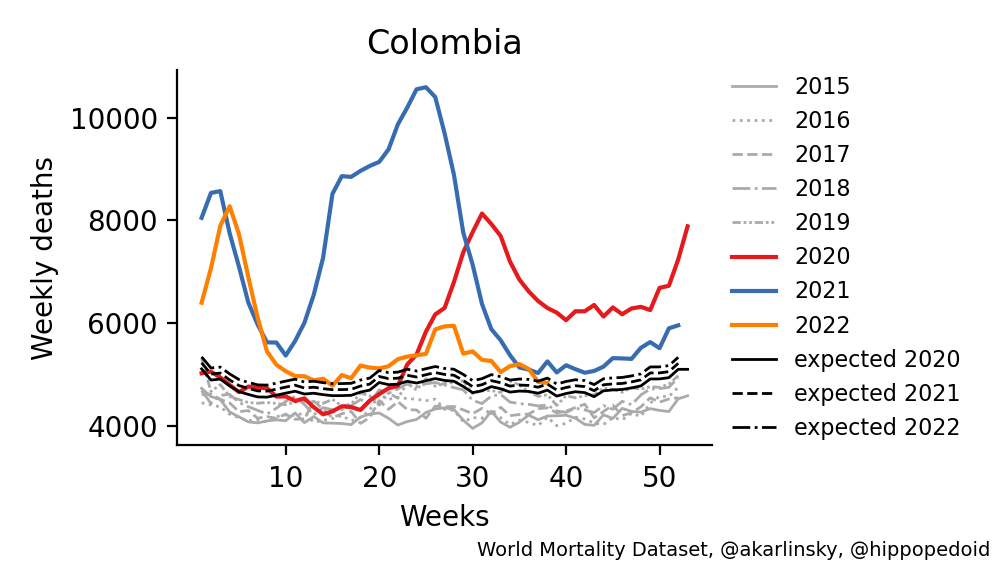 Colombia
Weekly deaths
10000
8000
6000
4000
10 20 30 40 50
Weeks
2015
2016
2017
2018
2019
2020
2021
2022
expected 2020
expected 2021
expected 2022
World Mortality Dataset, @akarlinsky, @hippopedoid